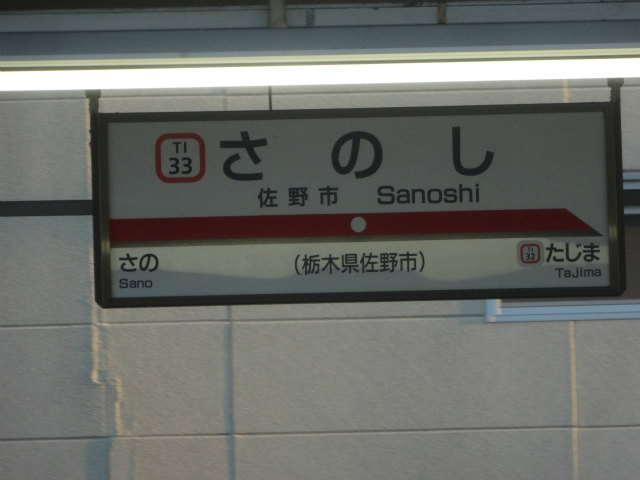 TI
33
さのし
佐野市 Sanoshi
さの
Sano
(栃木県佐野市)
TI
32
たじま
Tajima